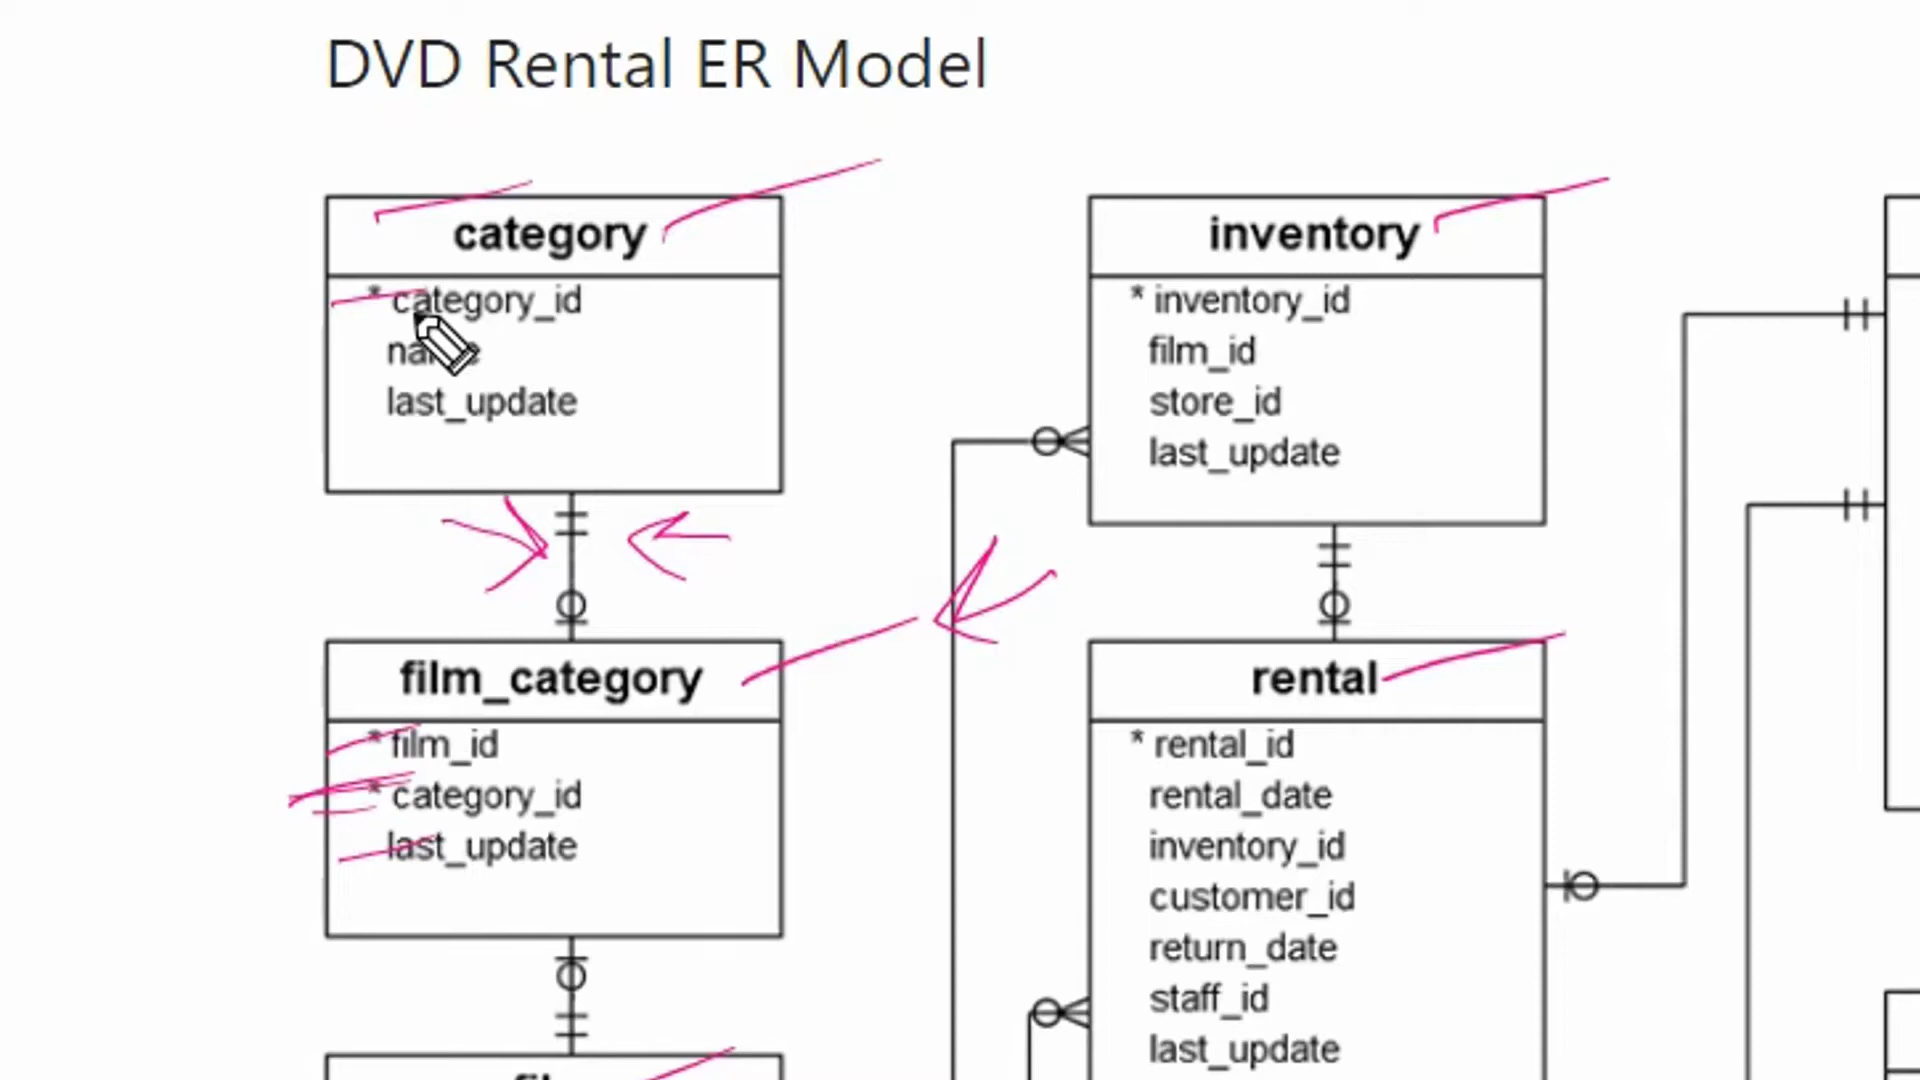 DVD Rental ER Model
category
* category_id
name
last_update
film_category
* film_id
* category_id
last_update
inventory
* inventory_id
film_id
store_id
last_update
rental
* rental_id
rental_date
inventory_id
customer_id
return_date
staff_id
last_update